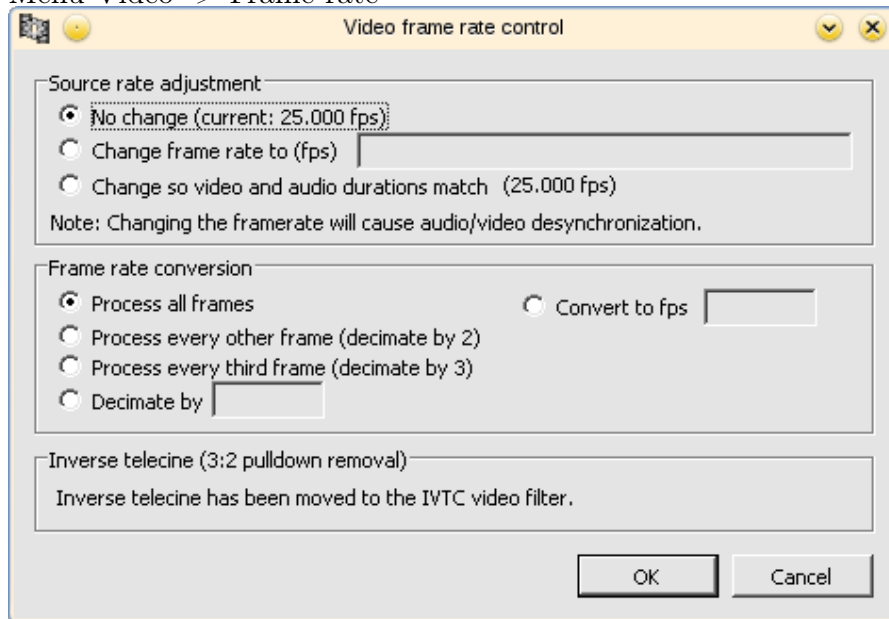 Menu Video -> Frame rate
Video frame rate control
Source rate adjustment
No change (current: 25.000 fps)
Change frame rate to (fps)
Change so video and audio durations match (25.000 fps)
Note: Changing the framerate will cause audio/video desynchronization.
Frame rate conversion
Process all frames
Convert to fps
Process every other frame (decimate by 2)
Process every third frame (decimate by 3)
Decimate by
Inverse telecine (3:2 pulldown removal)
Inverse telecine has been moved to the IVTC video filter.
OK Cancel